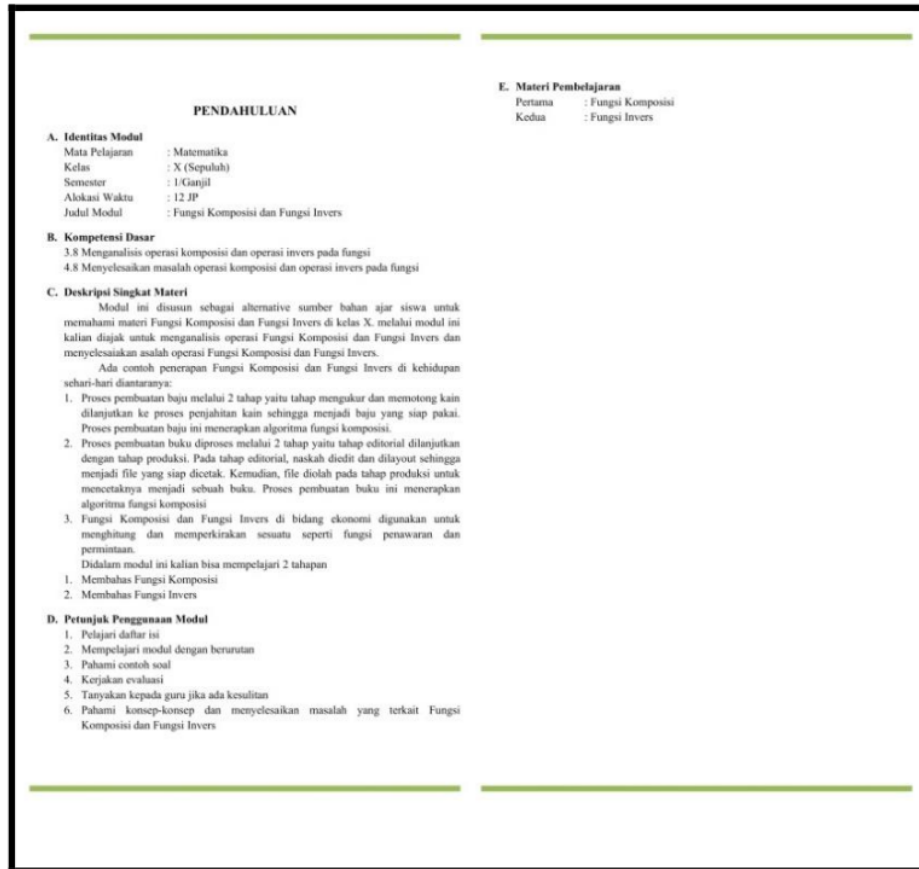 PENDAHULUAN
A. Identitas Modul
Mata Pelajaran : Matematika
Kelas : X (Sepuluh)
Semester : 1/Ganjil
Alokasi Waktu : 12 JP
Judul Modul : Fungsi Komposisi dan Fungsi Invers
B. Kompetensi Dasar
3.8 Menganalisis operasi komposisi dan operasi invers pada fungsi
4.8 Menyelesaikan masalah operasi komposisi dan operasi invers pada fungsi
C. Deskripsi Singkat Materi
Modul ini disusun sebagai alternative sumber bahan ajar siswa untuk
memahami materi Fungsi Komposisi dan Fungsi Invers di kelas X. melalui modul ini
kalian diajak untuk menganalisis operasi Fungsi Komposisi dan Fungsi Invers dan
menyelesaiakan asalah operasi Fungsi Komposisi dan Fungsi Invers.
Ada contoh penerapan Fungsi Komposisi dan Fungsi Invers di kehidupan
sehari-hari diantaranya:
1. Proses pembuatan baju melalui 2 tahap yaitu tahap mengukur dan memotong kain
dilanjutkan ke proses penjahitan kain sehingga menjadi baju yang siap pakai.
Proses pembuatan baju ini menerapkan algoritma fungsi komposisi.
2. Proses pembuatan buku diproses melalui 2 tahap yaitu tahap editorial dilanjutkan
dengan tahap produksi. Pada tahap editorial, naskah diedit dan dilayout sehingga
menjadi file yang siap dicetak. Kemudian, file diolah pada tahap produksi untuk
mencetaknya menjadi sebuah buku. Proses pembuatan buku ini menerapkan
algoritma fungsi komposisi
3. Fungsi Komposisi dan Fungsi Invers di bidang ekonomi digunakan untuk
menghitung dan memperkirakan sesuatu seperti fungsi penawaran dan
permintaan.
Didalam modul ini kalian bisa mempelajari 2 tahapan
1. Membahas Fungsi Komposisi
2. Membahas Fungsi Invers
D. Petunjuk Penggunaan Modul
1. Pelajari daftar isi
2. Mempelajari modul dengan berurutan
3. Pahami contoh soal
4. Kerjakan evaluasi
5. Tanyakan kepada guru jika ada kesulitan
6. Pahami konsep-konsep dan menyelesaikan masalah yang terkait Fungsi
Komposisi dan Fungsi Invers
E. Materi Pembelajaran
Pertama : Fungsi Komposisi
Kedua : Fungsi Invers